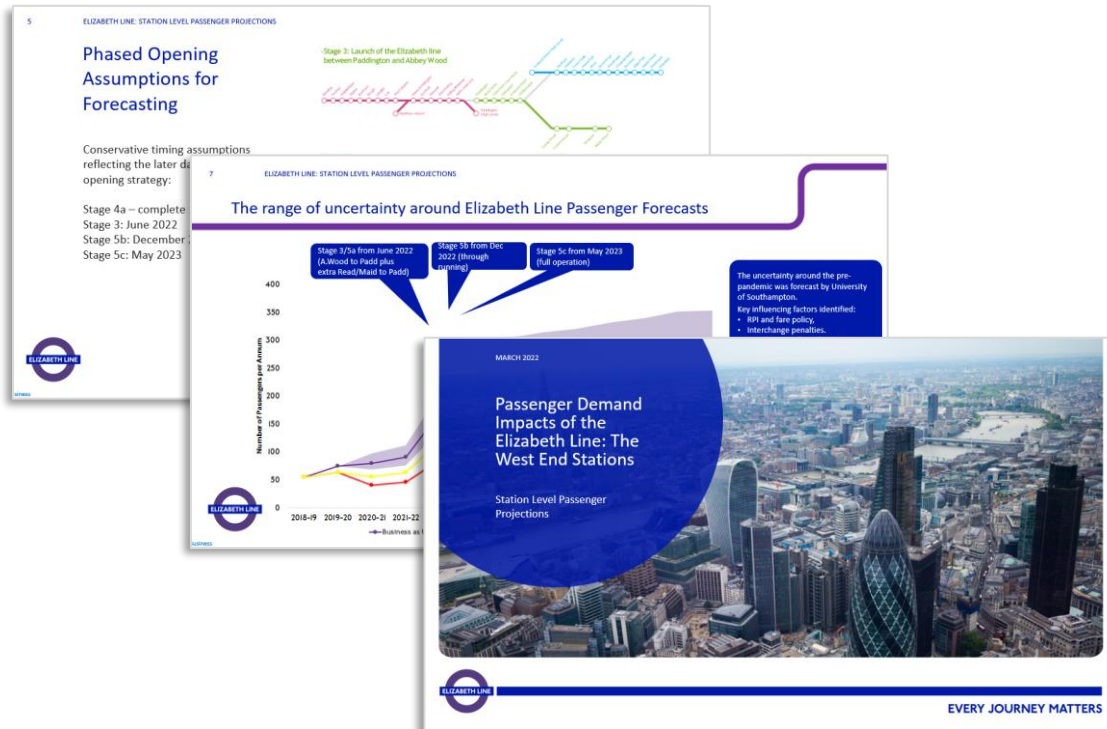 5
ELIZABETH LINE: STATION LEVEL PASSENGER PROJECTIONS
Phased Opening
Assumptions for
Forecasting
Stage 3: Launch of the Elizabeth line
between Paddington and Abbey Wood
Conservative timing assumptions
reflecting the later
opening strategy:
Stage 4a – complete
Stage 3: June 2022
Stage 5b: December
Stage 5c: May 2023
ELIZABETH LINE
7
ELIZABETH LINE: STATION LEVEL PASSENGER PROJECTIONS
The range of uncertainty around Elizabeth Line Passenger Forecasts
Stage 3/5a from June 2022
(A.Wood to Padd plus
extra Read/Maid to Padd)
Stage 5b from Dec
2022 (through
running)
Stage 5c from May 2023
(full operation)
The uncertainty around the pre-
pandemic was forecast by University
of Southampton.
Key influencing factors identified:
• RPI and fare policy,
• Interchange penalties.
Number of Passengers per Annum
400
350
300
250
200
150
100
50
0
2018-19 2019-20 2020-21 2021-22
Business as
ELIZABETH LINE
MARCH 2022
Passenger Demand
Impacts of the
Elizabeth Line: The
West End Stations
Station Level Passenger
Projections
ELIZABETH LINE
EVERY JOURNEY MATTERS